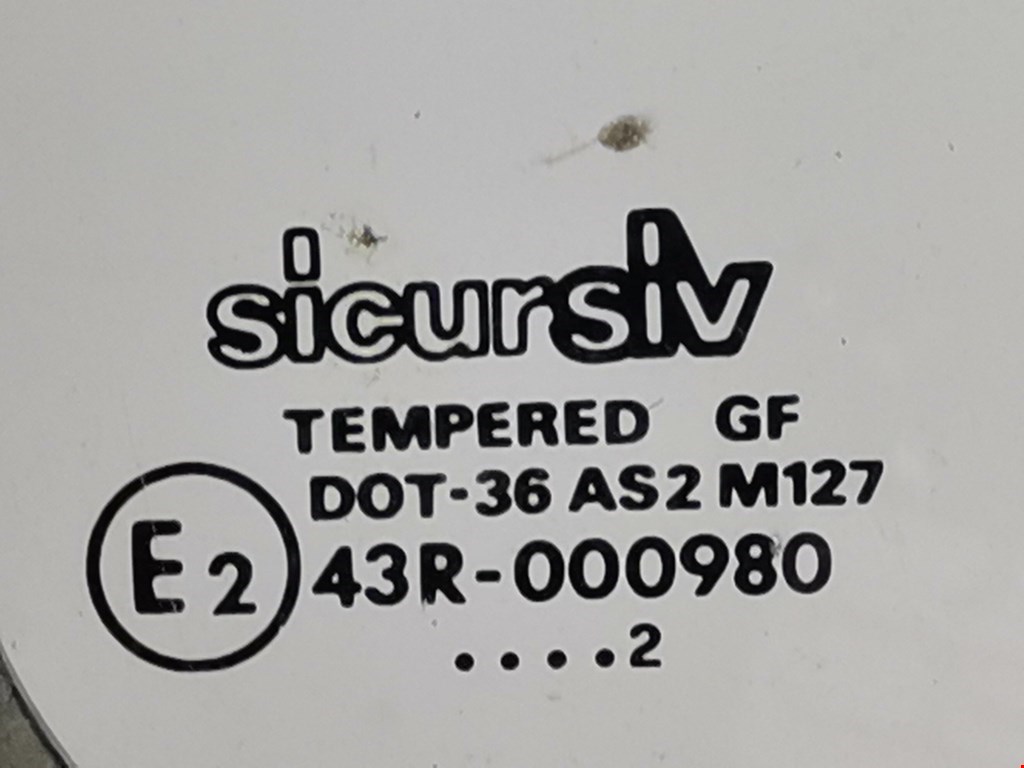 sicursiv
TEMPERED GF
DOT-36 AS2 M127
E2 43R-000980
....2